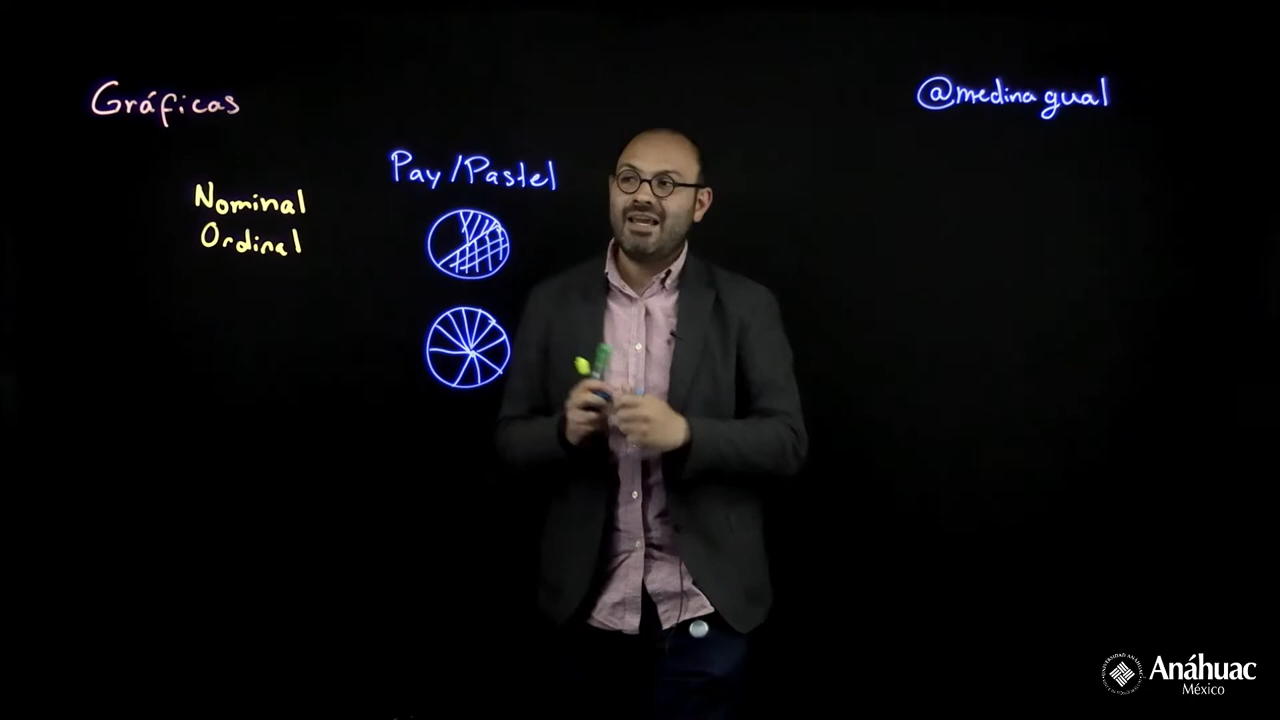 Gráficas
@medinagual
Pay/Pastel
Nominal
Ordinal
Anáhuac
México